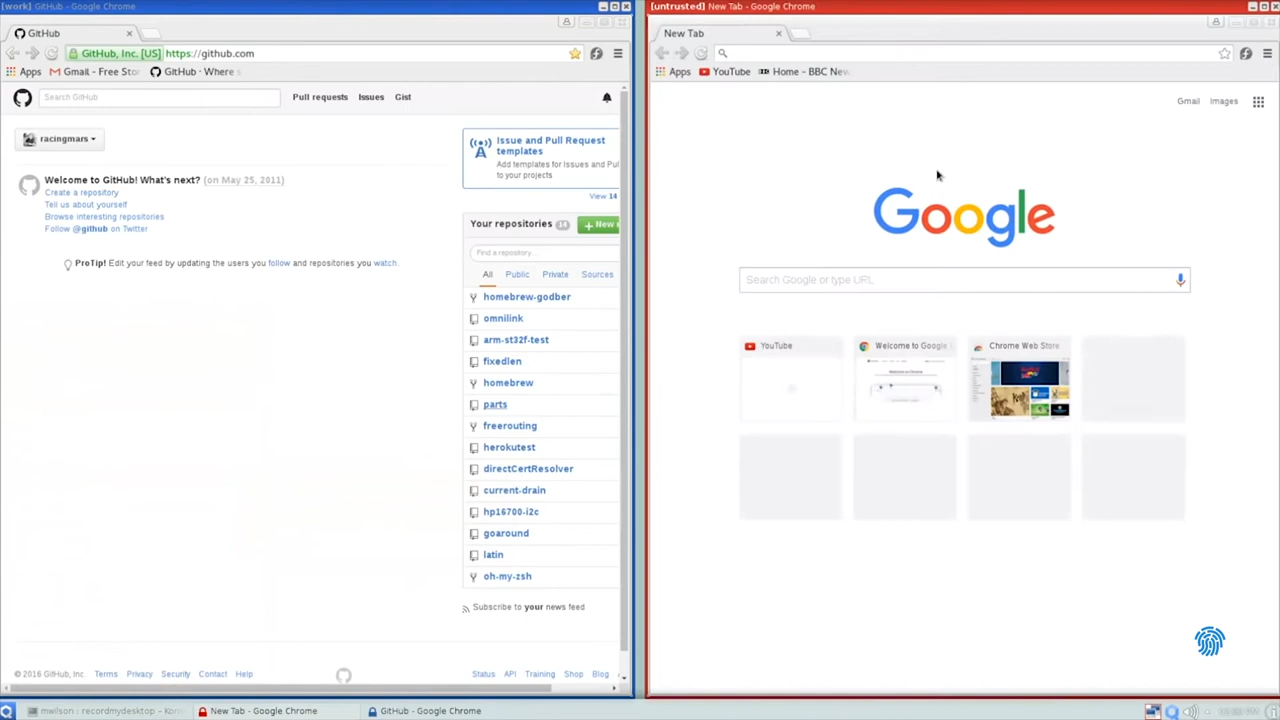 [work] GitHub - Google Chrome
GitHub
GitHub, Inc. [US] https://github.com
Apps Gmail - Free Sto GitHub · Where s
Search GitHub
Pull requests Issues Gist
racingmars
Welcome to GitHub! What's next? (on May 25, 2011)
Create a repository
Tell us about yourself
Browse interesting repositories
Follow @github on Twitter
ProTip! Edit your feed by updating the users you follow and repositories you watch.
Issue and Pull Request
templates
Add templates for Issues and Pul
to your projects
View 14
Your repositories 14 New r
Find a repository...
All Public Private Sources
homebrew-godber
omnilink
arm-st32f-test
fixedlen
homebrew
parts
freerouting
herokutest
directCertResolver
current-drain
hp16700-i2c
goaround
latin
oh-my-zsh
Subscribe to your news feed
© 2016 GitHub, Inc. Terms Privacy Security Contact Help
Status API Training Shop Blog
[untrusted] New Tab - Google Chrome
New Tab
Apps YouTube Home - BBC New
Gmail Images
Google
Search Google or type URL
YouTube Welcome to Google Chrome Web Store
mwilson : recordmydesktop – Kons New Tab - Google Chrome GitHub - Google Chrome